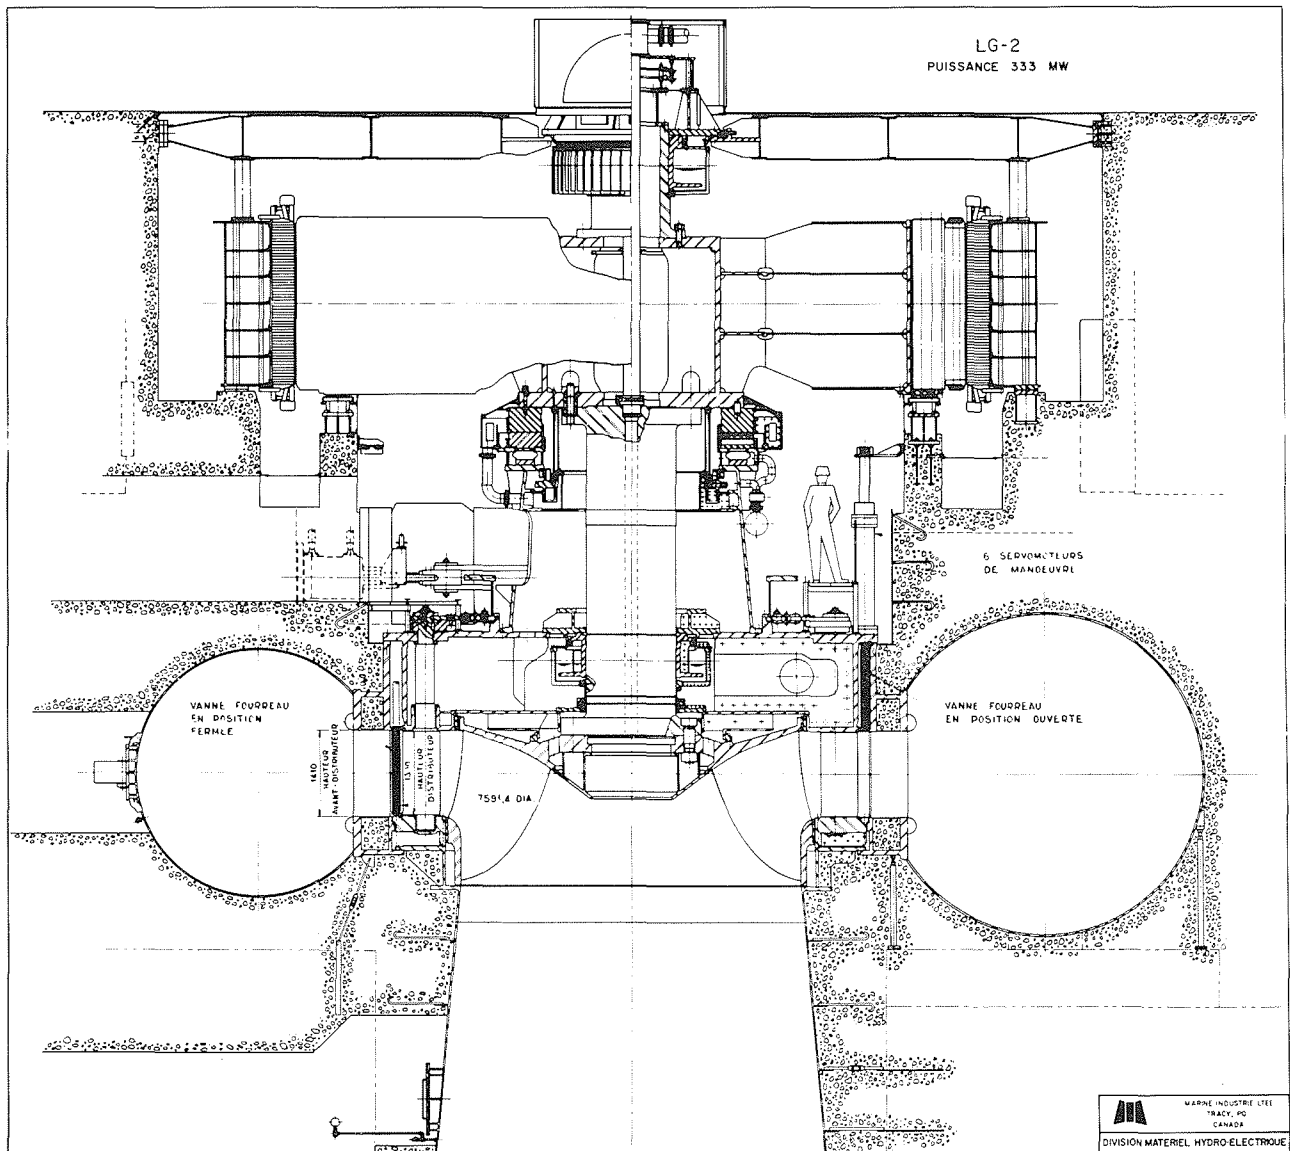 LG-2
PUISSANCE 333 MW
6 SERVOMOTEURS
DE MANOEUVRE
VANNE FOURREAU
EN POSITION
FERMEE
VANNE FOURREAU
EN POSITION OUVERTE
1410
HAUTEUR
AVANT-DISTRIBUTEUR
HAUTEUR
DISTRIBUTEUR
7591,4 DIA.
MARINE INDUSTRIE LTEE
TRACY, PQ
CANADA
DIVISION MATERIEL HYDRO-ELECTRIQUE